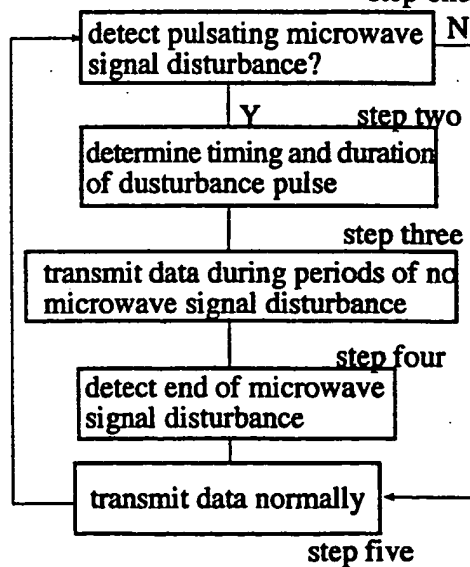 step one
detect pulsating microwave
signal disturbance?
N
Y
step two
determine timing and duration
of dusturbance pulse
step three
transmit data during periods of no
microwave signal disturbance
step four
detect end of microwave
signal disturbance
transmit data normally
step five